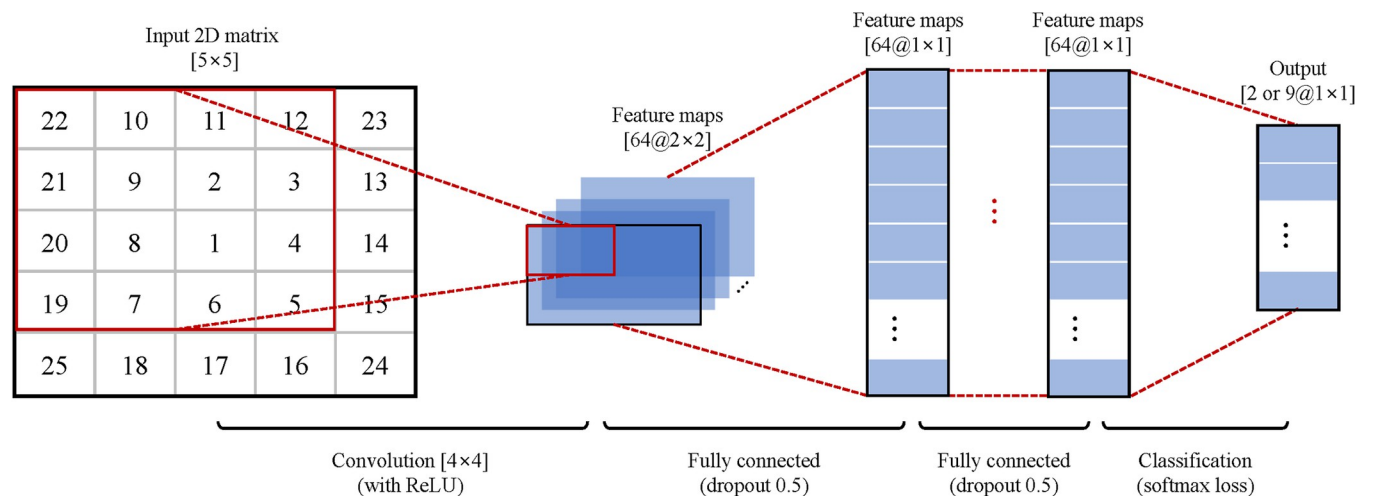 Input 2D matrix
[5×5]
22 10 11 12 23
21 9 2 3 13
20 8 1 4 14
19 7 6 5 15
25 18 17 16 24
Feature maps
[64@2×2]
Feature maps
[64@1×1]
Feature maps
[64@1×1]
Output
[2 or 9@1×1]
Convolution [4×4]
(with ReLU)
Fully connected
(dropout 0.5)
Fully connected
(dropout 0.5)
Classification
(softmax loss)